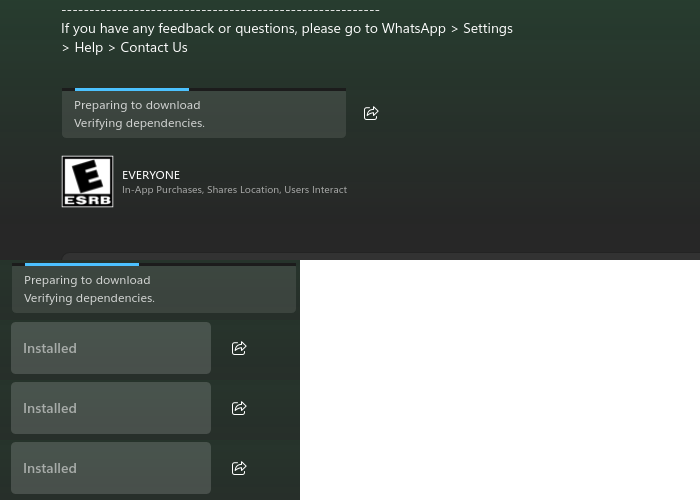 -----------------------------------------------------------
If you have any feedback or questions, please go to WhatsApp > Settings
> Help > Contact Us
Preparing to download
Verifying dependencies.
E
ESRB
EVERYONE
In-App Purchases, Shares Location, Users Interact
Preparing to download
Verifying dependencies.
Installed
Installed
Installed